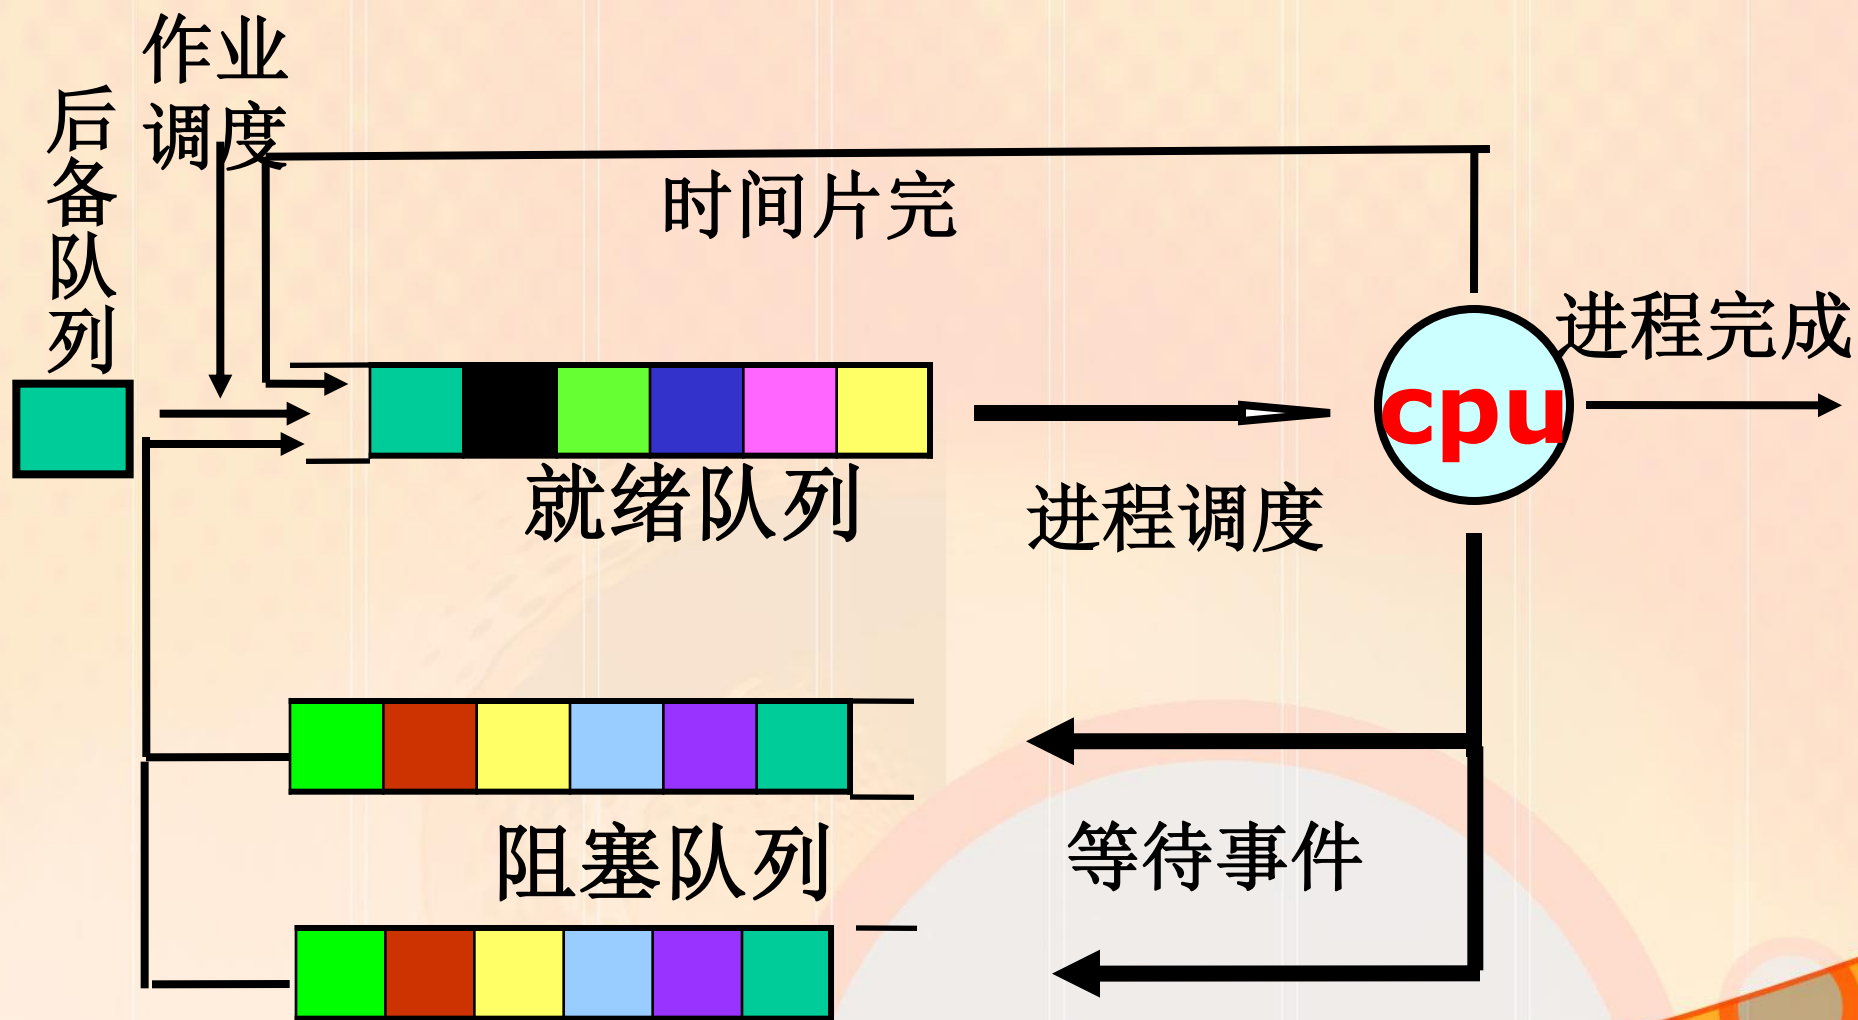 作业
调度
后备队列
时间片完
进程完成
cpu
就绪队列
进程调度
阻塞队列
等待事件